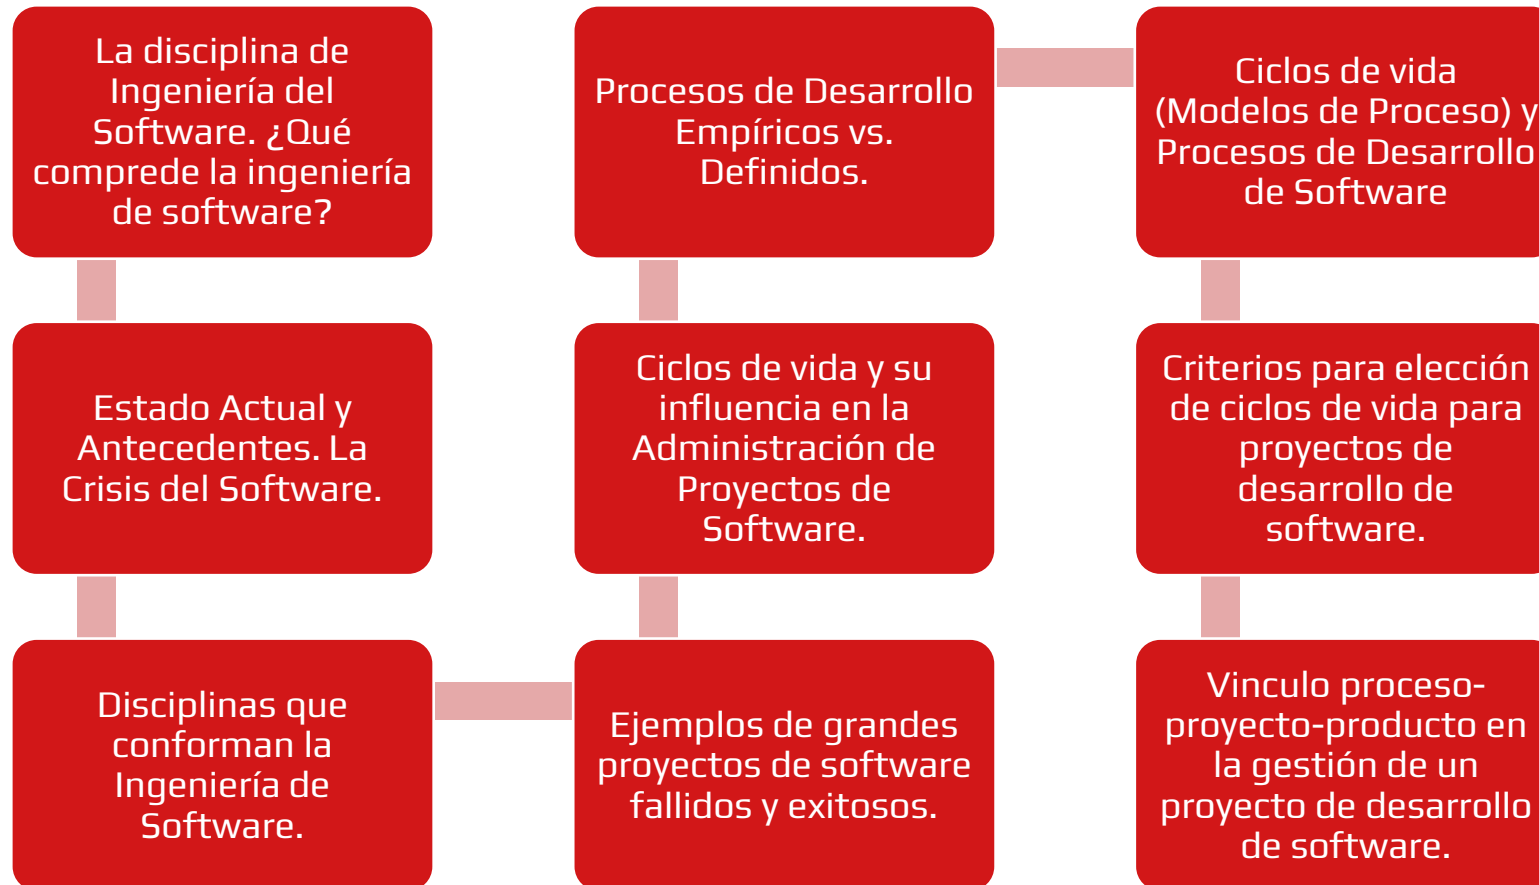 La disciplina de
Ingeniería del
Software. ¿Qué
comprede la ingeniería
de software?
Estado Actual y
Antecedentes. La
Crisis del Software.
Disciplinas que
conforman la
Ingeniería de
Software.
Ejemplos de grandes
proyectos de software
fallidos y exitosos.
Ciclos de vida y su
influencia en la
Administración de
Proyectos de
Software.
Procesos de Desarrollo
Empíricos vs.
Definidos.
Ciclos de vida
(Modelos de Proceso) y
Procesos de Desarrollo
de Software
Criterios para elección
de ciclos de vida para
proyectos de
desarrollo de
software.
Vinculo proceso-
proyecto-producto en
la gestión de un
proyecto de desarrollo
de software.